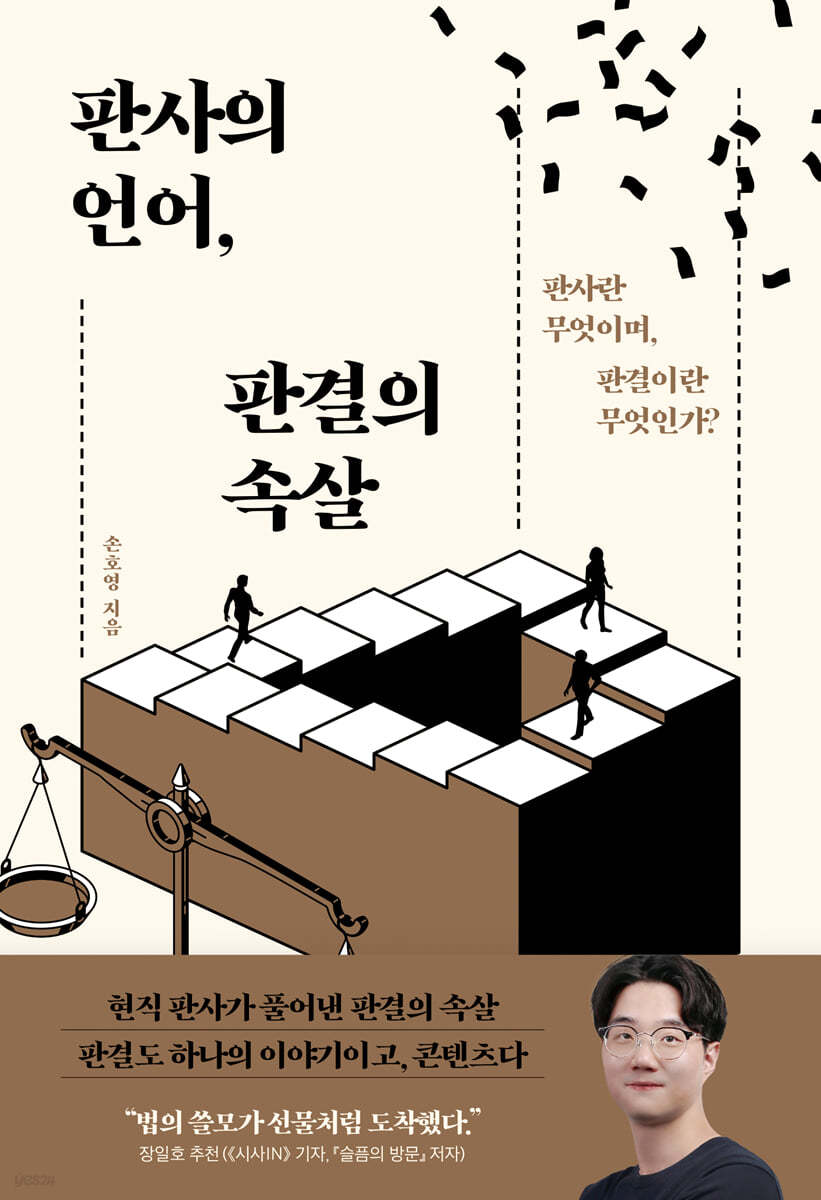 판사의
언어,
판결의
속살
판사란
무엇이며,
판결이란
무엇인가?
손호영 지음
현직 판사가 풀어낸 판결의 속살
판결도 하나의 이야기이고, 콘텐츠다
“법의 쓸모가 선물처럼 도착했다.”
장일호 추천(《시사IN》 기자, 『슬픔의 방문』 저자)
yes24